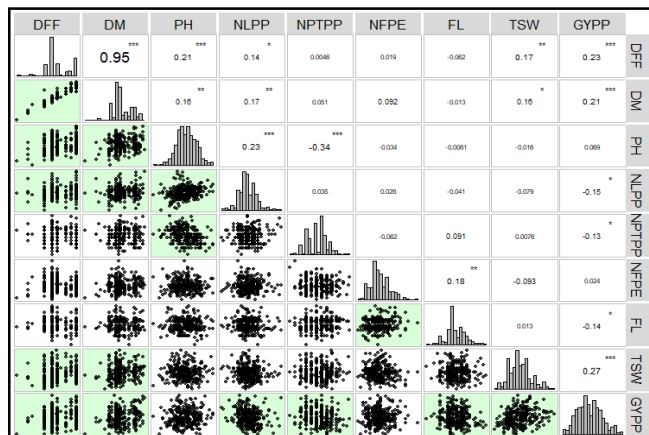 DFF DM PH NLPP NPTPP NFPE FL TSW GYPP
0.95 *** 0.21 *** 0.14 * 0.0046 0.019 -0.062 0.17 ** 0.23 *** DFF
0.16 ** 0.17 ** 0.051 0.092 -0.013 0.16 * 0.21 *** DM
0.23 *** -0.34 *** -0.034 -0.0081 -0.016 0.069 PH
0.035 0.028 -0.041 -0.079 -0.15 * NLPP
-0.062 0.091 0.0076 -0.13 * NPTPP
0.18 ** -0.093 0.024 NFPE
0.013 -0.14 * FL
0.27 *** TSW
GYPP